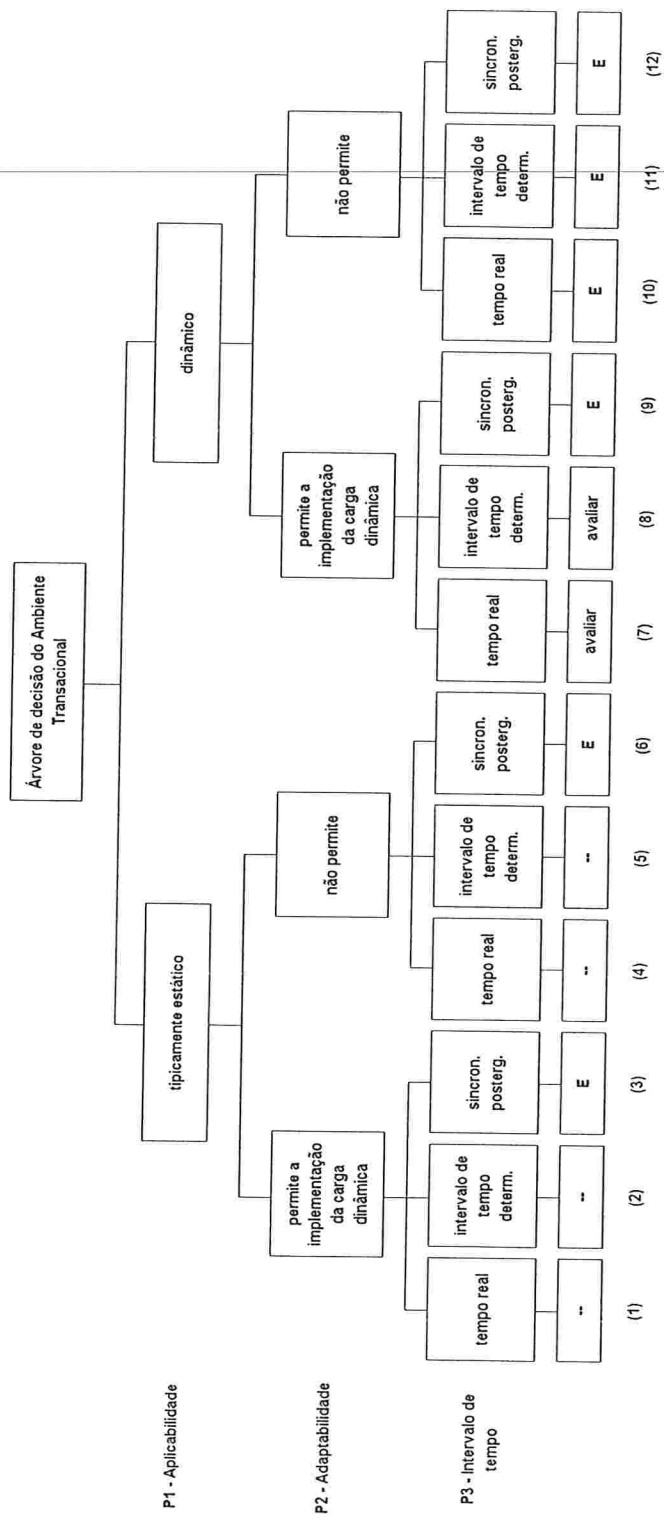 Árvore de decisão do Ambiente
Transacional
P1 - Aplicabilidade
tipicamente estático
dinâmico
P2 - Adaptabilidade
permite a
implementação
da carga
dinâmica
não permite
permite a
implementação
da carga
dinâmica
não permite
P3 - Intervalo de
tempo
tempo real
intervalo de
tempo
determ.
sincron.
posterg.
tempo real
intervalo de
tempo
determ.
sincron.
posterg.
tempo real
intervalo de
tempo
determ.
sincron.
posterg.
tempo real
intervalo de
tempo
determ.
sincron.
posterg.
-- -- E -- -- E avaliar avaliar E E E E
(1) (2) (3) (4) (5) (6) (7) (8) (9) (10) (11) (12)